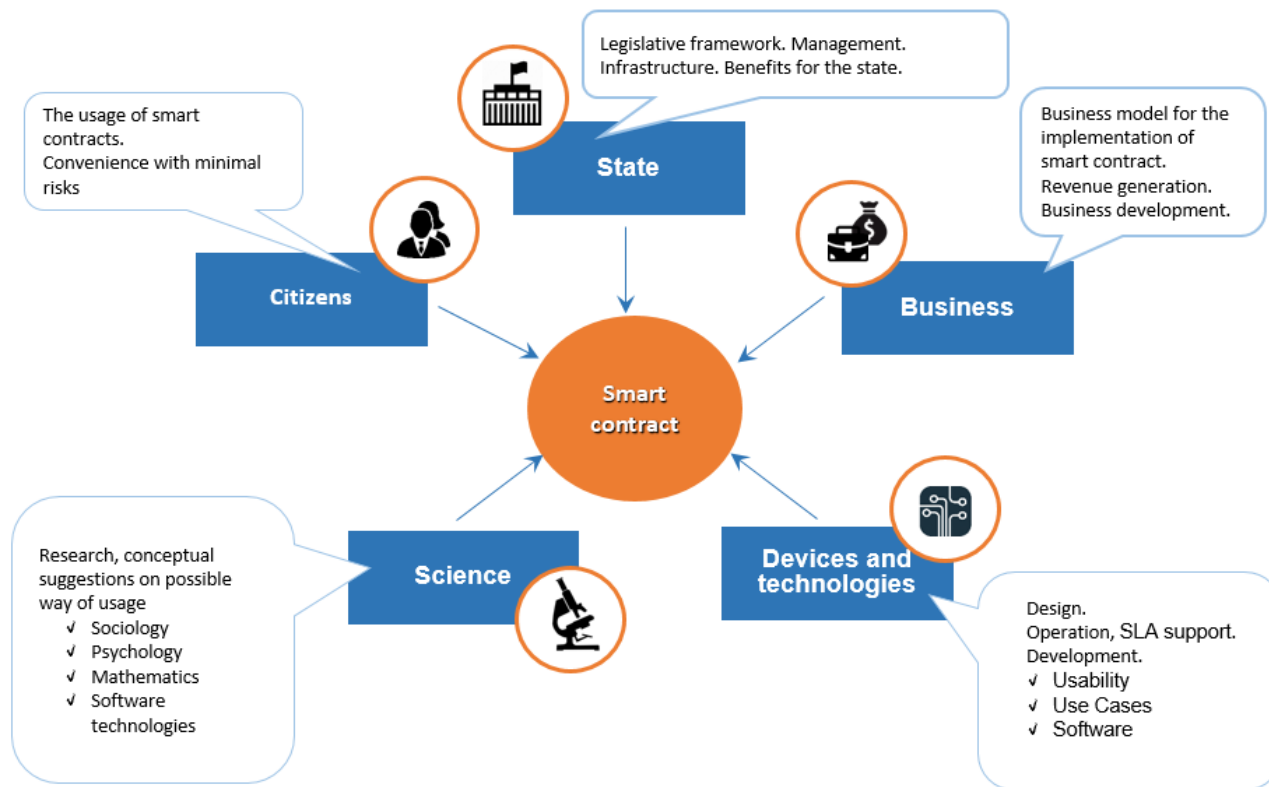 Legislative framework. Management.
Infrastructure. Benefits for the state.
State
The usage of smart
contracts.
Convenience with minimal
risks
Citizens
Business model for the
implementation of
smart contract.
Revenue generation.
Business development.
$
Business
Smart
contract
Research, conceptual
suggestions on possible
way of usage
✓ Sociology
✓ Psychology
✓ Mathematics
✓ Software
technologies
Science
Devices and
technologies
Design.
Operation, SLA support.
Development.
✓ Usability
✓ Use Cases
✓ Software